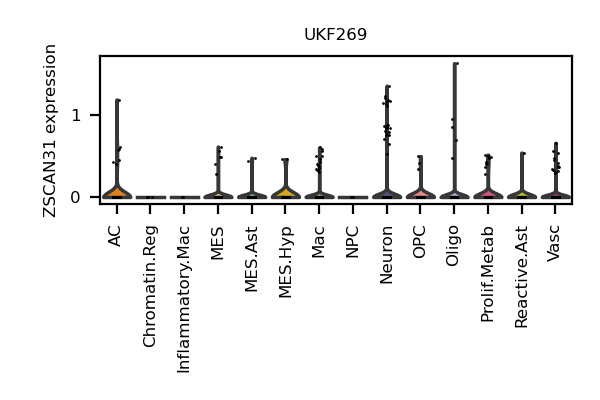 UKF269
ZSCAN31 expression
1
0
AC
Chromatin.Reg
Inflammatory.Mac
MES
MES.Ast
MES.Hyp
Mac
NPC
Neuron
OPC
Oligo
Prolif.Metab
Reactive.Ast
Vasc